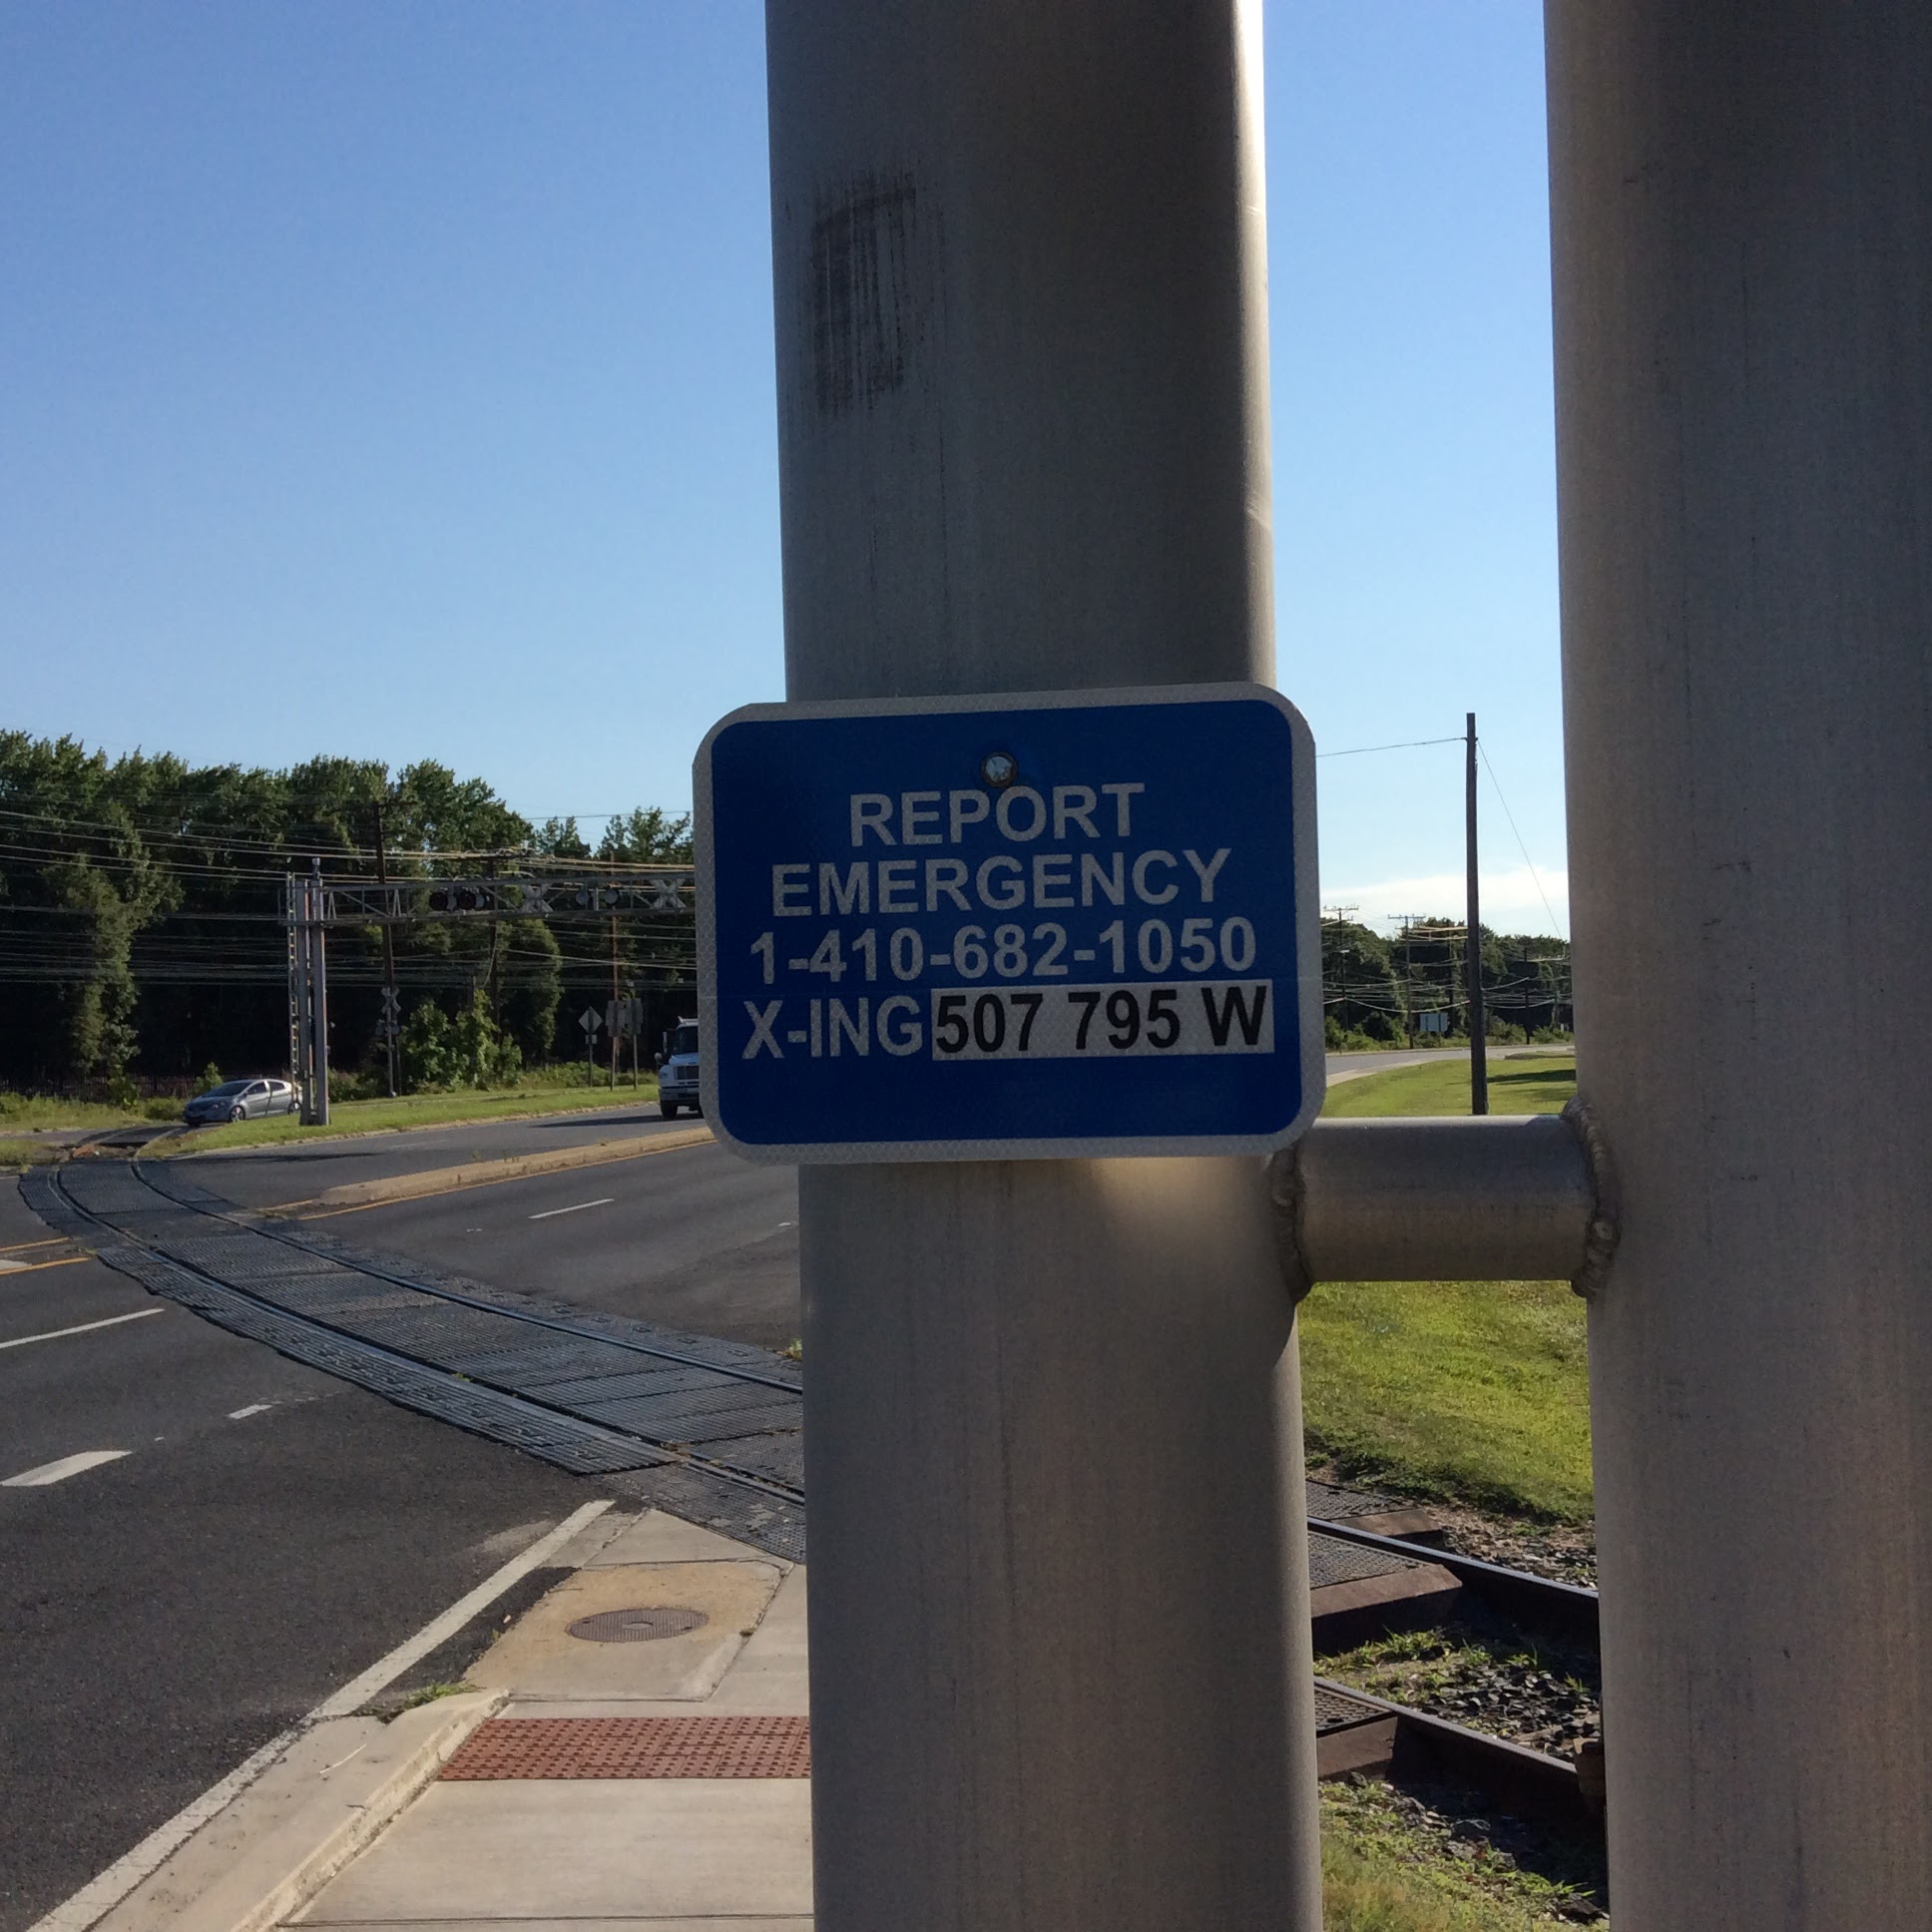 REPORT
EMERGENCY
1-410-682-1050
X-ING 507 795 W